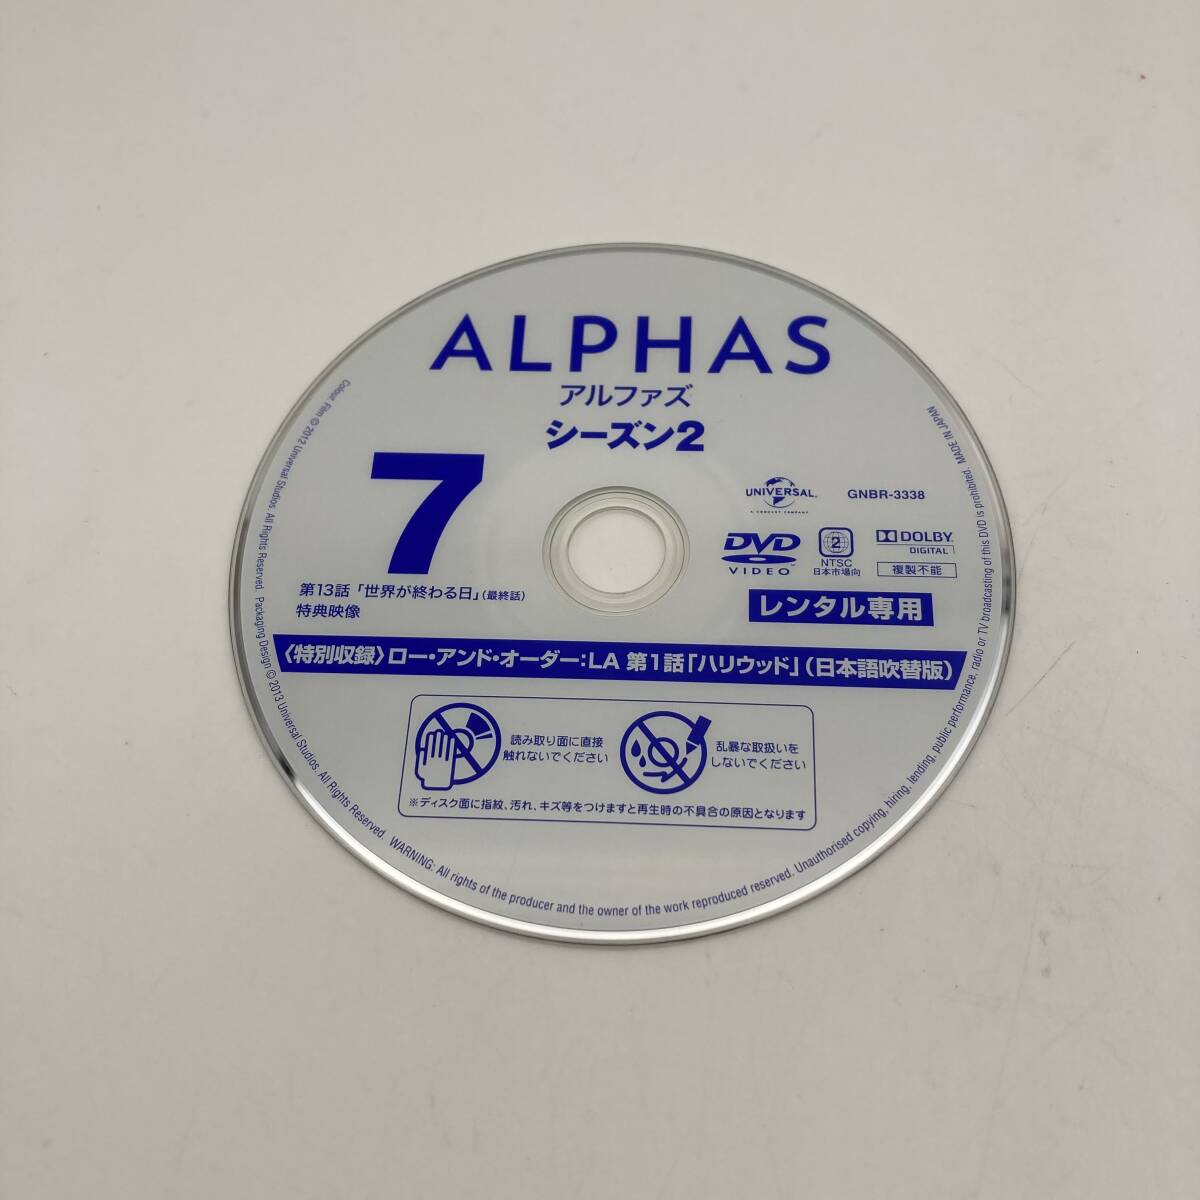 ALPHAS
アルファズ
シーズン2
7
UNIVERSAL
A COMCAST COMPANY
GNBR-3338
DVD
VIDEO
2
NTSC
日本市場向
DOLBY
DIGITAL
複製不能
第13話「世界が終わる日」(最終話)
特典映像
レンタル専用
〈特別収録〉ロー・アンド・オーダー:LA 第1話「ハリウッド」(日本語吹替版)
読み取り面に直接
触れないでください
乱暴な取扱いを
しないでください
※ディスク面に指紋、汚れ、キズ等をつけますと再生時の不具合の原因となります
Colour Film © 2012 Universal Studios. All Rights Reserved. Packaging Design © 2013 Universal Studios. All Rights Reserved. WARNING: All rights of the producer and the owner of the work reproduced reserved. Unauthorised copying, hiring, lending, public performance, radio or TV broadcasting of this DVD is prohibited. MADE IN JAPAN